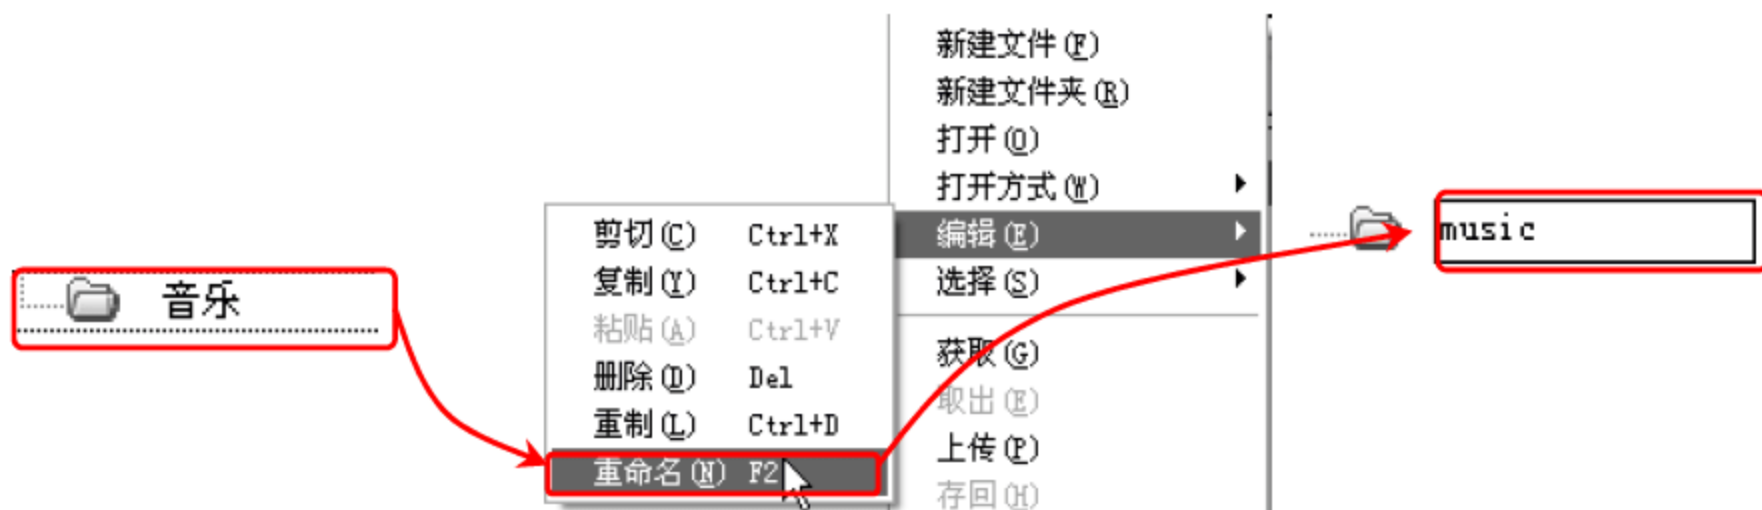 音乐
剪切(C) Ctrl+X
复制(Y) Ctrl+C
粘贴(A) Ctrl+V
删除(D) Del
重制(L) Ctrl+D
重命名(N) F2
新建文件(F)
新建文件夹(R)
打开(O)
打开方式(W)
编辑(E)
选择(S)
获取(G)
取出(E)
上传(P)
存回(H)
music